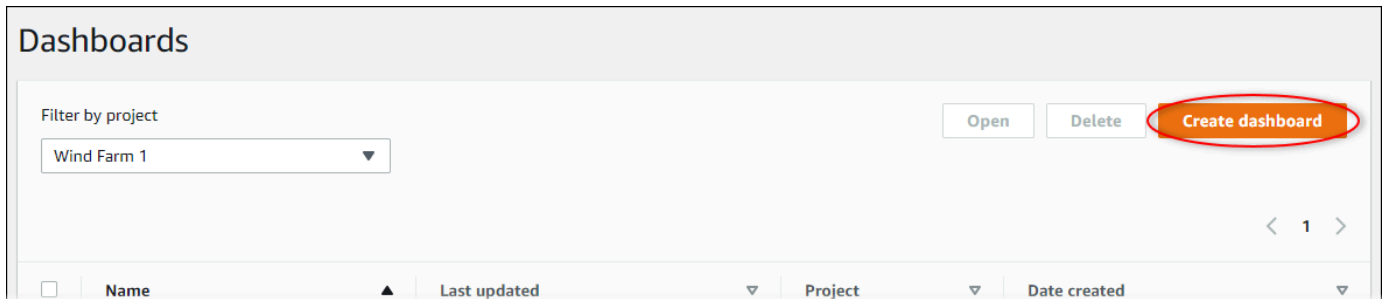 Dashboards
Filter by project
Wind Farm 1
Open
Delete
Create dashboard
1
Name
Last updated
Project
Date created